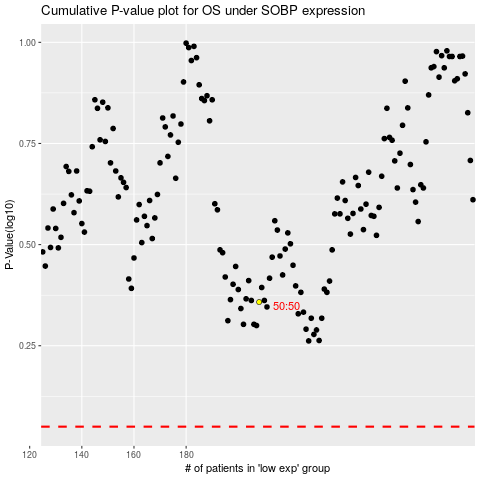 Cumulative P-value plot for OS under SOBP expression
P-Value(log10)
1.00
0.75
0.50
0.25
50:50
120 140 160 180
# of patients in 'low exp' group